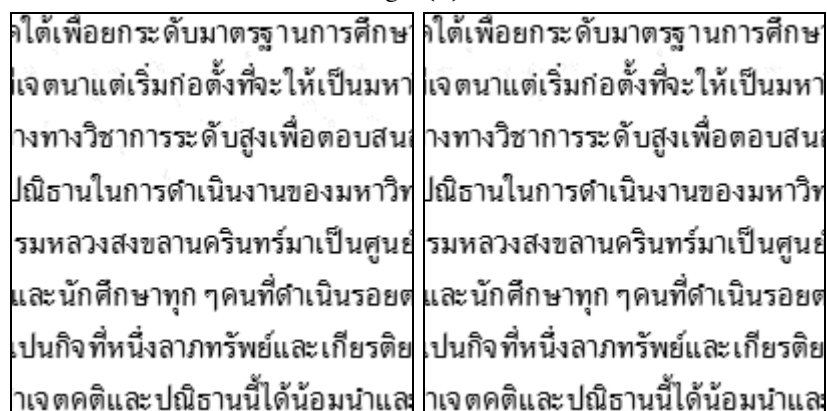 ใต้เพื่อยกระดับมาตรฐานการศึกษา
ใต้เพื่อยกระดับมาตรฐานการศึกษา
เจตนาแต่เริ่มก่อตั้งที่จะให้เป็นมหา
เจตนาแต่เริ่มก่อตั้งที่จะให้เป็นมหา
างทางวิชาการระดับสูงเพื่อตอบสน
างทางวิชาการระดับสูงเพื่อตอบสน
ปณิธานในการดำเนินงานของมหาวิท
ปณิธานในการดำเนินงานของมหาวิท
รมหลวงสงขลานครินทร์มาเป็นศูนย์
รมหลวงสงขลานครินทร์มาเป็นศูนย์
และนักศึกษาทุก ๆคนที่ดำเนินรอยต
และนักศึกษาทุก ๆคนที่ดำเนินรอยต
เปนกิจที่หนึ่งลาภทรัพย์และเกียรติย
เปนกิจที่หนึ่งลาภทรัพย์และเกียรติย
าเจตคติและปณิธานนี้ได้น้อมนำและ
าเจตคติและปณิธานนี้ได้น้อมนำและ